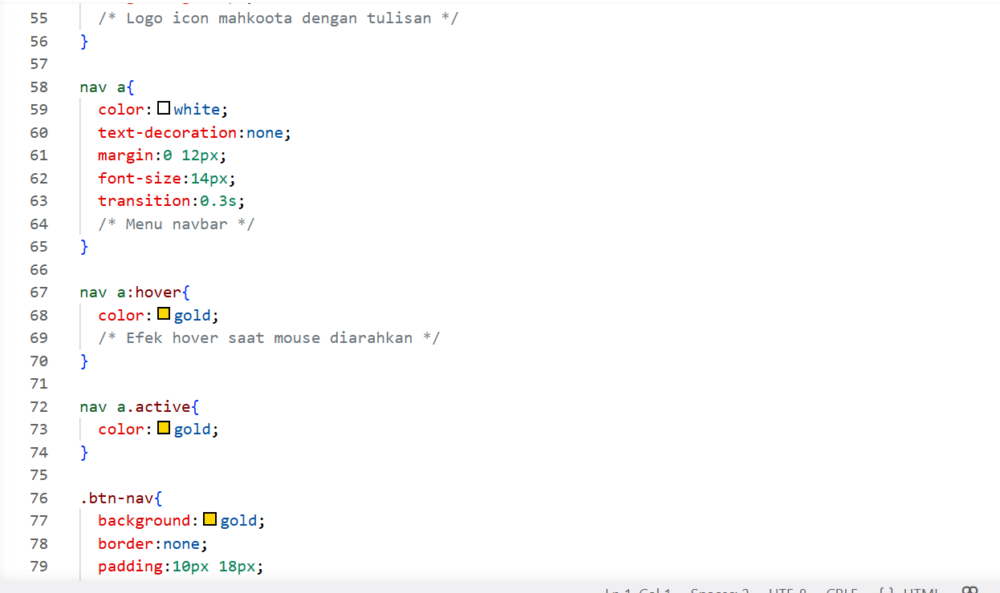 55 /* Logo icon mahkoota dengan tulisan */
56 }
57
58 nav a{
59 color: white;
60 text-decoration:none;
61 margin:0 12px;
62 font-size:14px;
63 transition:0.3s;
64 /* Menu navbar */
65 }
66
67 nav a:hover{
68 color: gold;
69 /* Efek hover saat mouse diarahkan */
70 }
71
72 nav a.active{
73 color: gold;
74 }
75
76 .btn-nav{
77 background: gold;
78 border:none;
79 padding:10px 18px;
Ln 1, Col 1 Spaces: 2 UTF-8 CRLF {} HTML